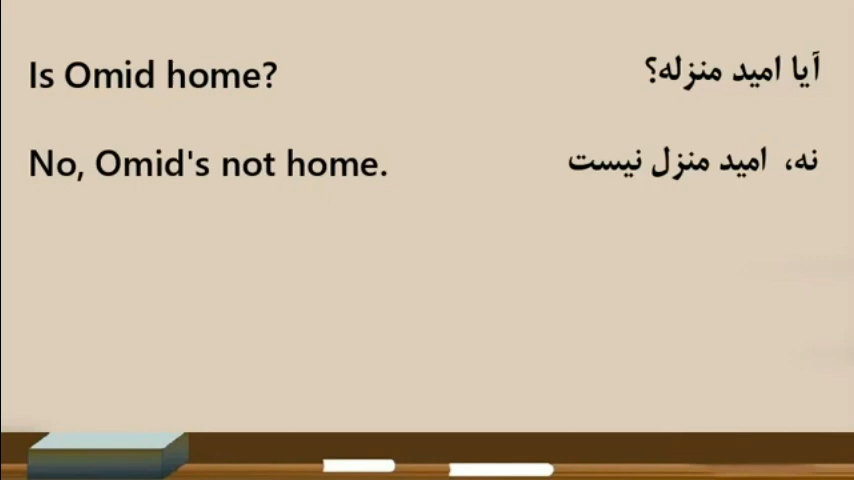 Is Omid home?
آیا امید منزله؟
No, Omid's not home.
نه، امید منزل نیست